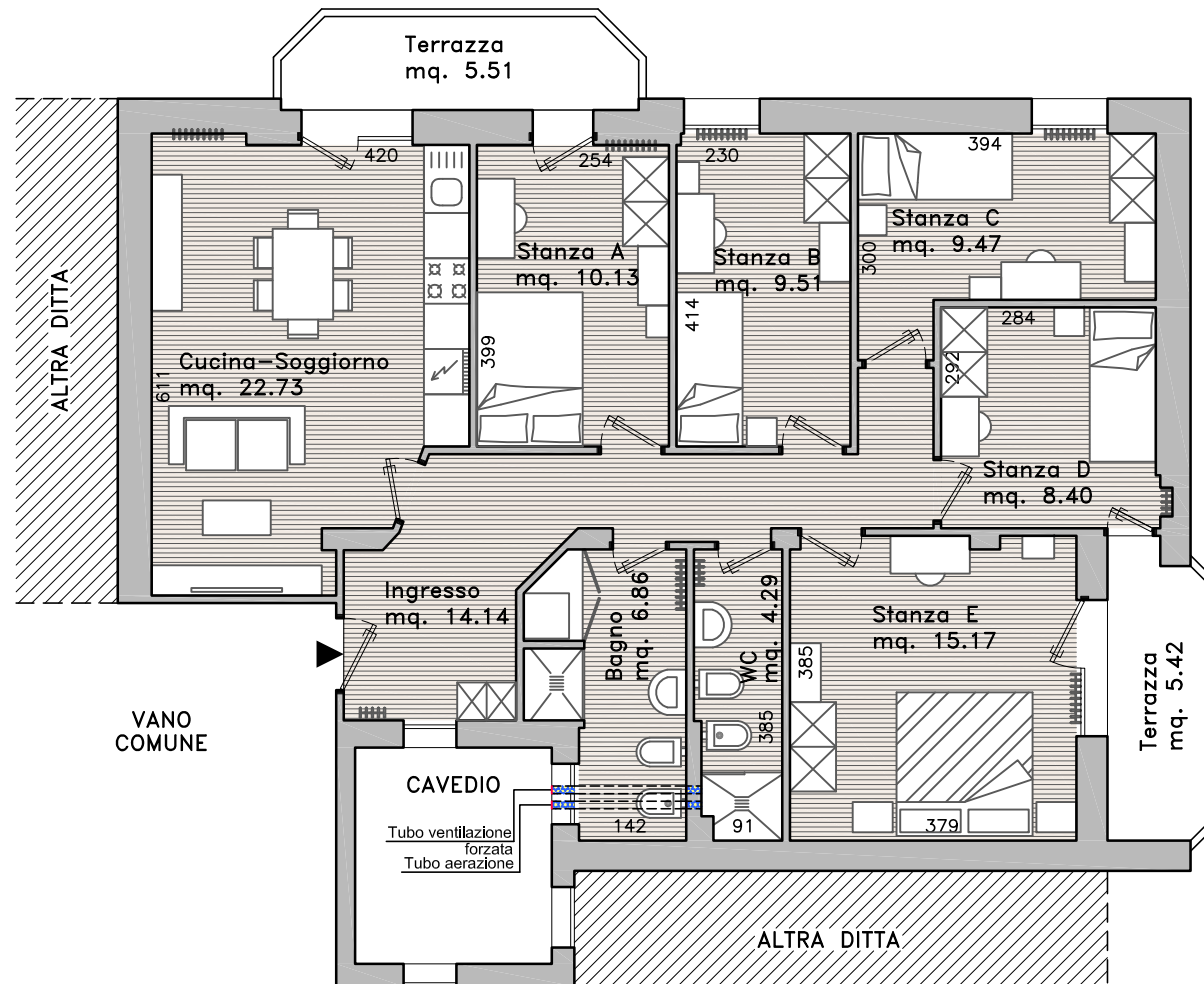 Terrazza
mq. 5.51
420
254
230
394
Stanza A
mq. 10.13
Stanza B
mq. 9.51
Stanza C
mq. 9.47
300
414
399
284
292
ALTRA DITTA
Cucina-Soggiorno
mq. 22.73
611
Stanza D
mq. 8.40
Ingresso
mq. 14.14
Bagno
mq. 6.86
WC
mq. 4.29
385
385
Stanza E
mq. 15.17
Terrazza
mq. 5.42
VANO
COMUNE
CAVEDIO
Tubo ventilazione
forzata
Tubo aerazione
142
91
379
ALTRA DITTA